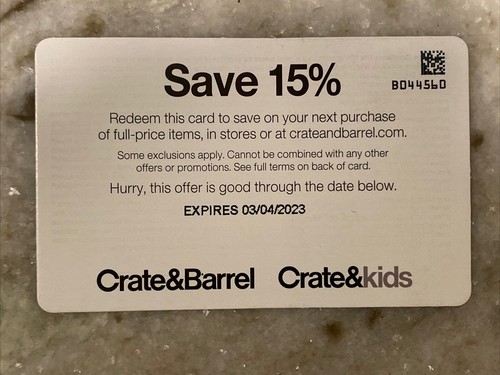 Save 15%
BD44560
Redeem this card to save on your next purchase
of full-price items, in stores or at crateandbarrel.com.
Some exclusions apply. Cannot be combined with any other
offers or promotions. See full terms on back of card.
Hurry, this offer is good through the date below.
EXPIRES 03/04/2023
Crate&Barrel Crate&kids